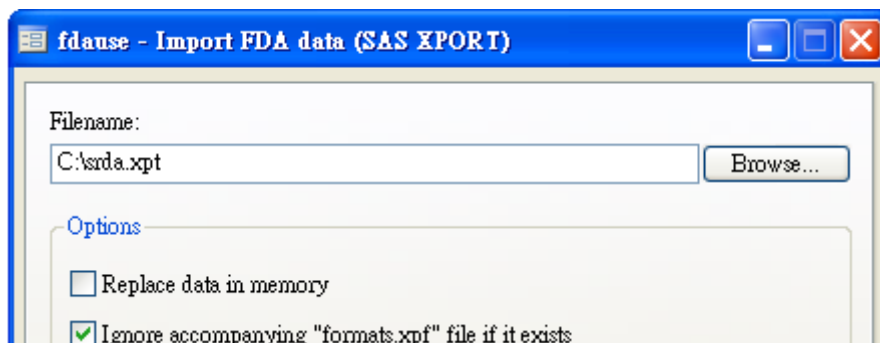 fdause - Import FDA data (SAS XPORT)
Filename:
C:\srda.xpt
Browse...
Options
Replace data in memory
Ignore accompanying "formats.xpf" file if it exists